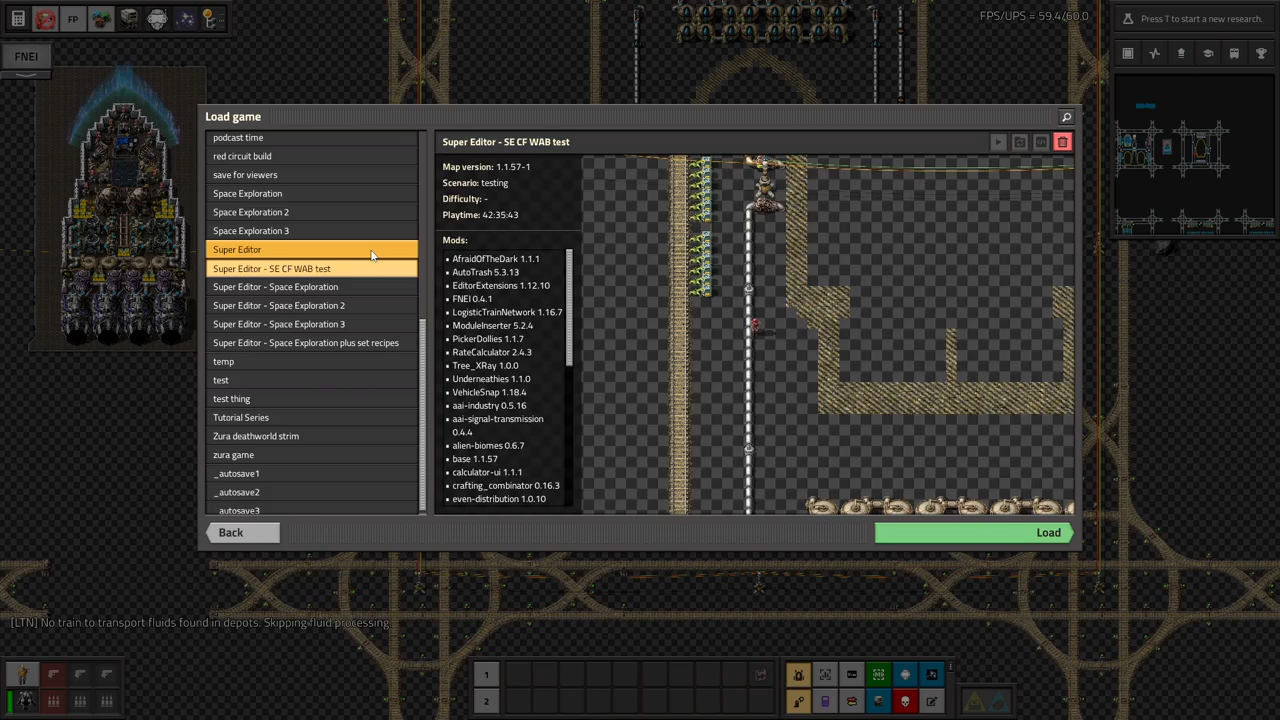 FP
FPS/UPS = 59.4/60.0
Press T to start a new research.
FNEI
Load game
podcast time
red circuit build
save for viewers
Space Exploration
Space Exploration 2
Space Exploration 3
Super Editor
Super Editor - SE CF WAB test
Super Editor - Space Exploration
Super Editor - Space Exploration 2
Super Editor - Space Exploration 3
Super Editor - Space Exploration plus set recipes
temp
test
test thing
Tutorial Series
Zura deathworld strim
zura game
_autosave1
_autosave2
_autosave3
Super Editor - SE CF WAB test
Map version: 1.1.57-1
Scenario: testing
Difficulty: -
Playtime: 42:35:43
Mods:
• AfraidOfTheDark 1.1.1
• AutoTrash 5.3.13
• EditorExtensions 1.12.10
• FNEI 0.4.1
• LogisticTrainNetwork 1.16.7
• ModuleInserter 5.2.4
• PickerDollies 1.1.7
• RateCalculator 2.4.3
• Tree_XRay 1.0.0
• Underneathies 1.1.0
• VehicleSnap 1.18.4
• aai-industry 0.5.16
• aai-signal-transmission
0.4.4
• alien-biomes 0.6.7
• base 1.1.57
• calculator-ui 1.1.1
• crafting_combinator 0.16.3
• even-distribution 1.0.10
Back
Load
[LTN] No train to transport fluids found in depots. Skipping fluid processing
1
2